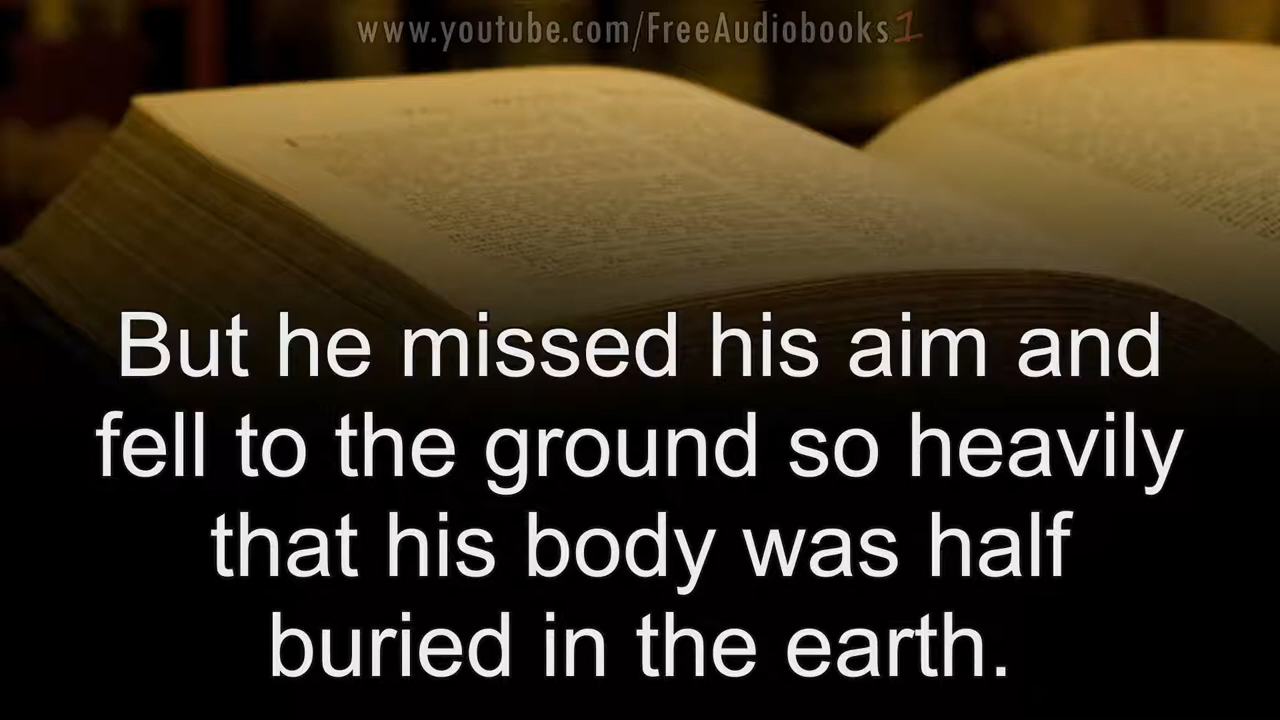 www.youtube.com/FreeAudiobooks1
But he missed his aim and
fell to the ground so heavily
that his body was half
buried in the earth.